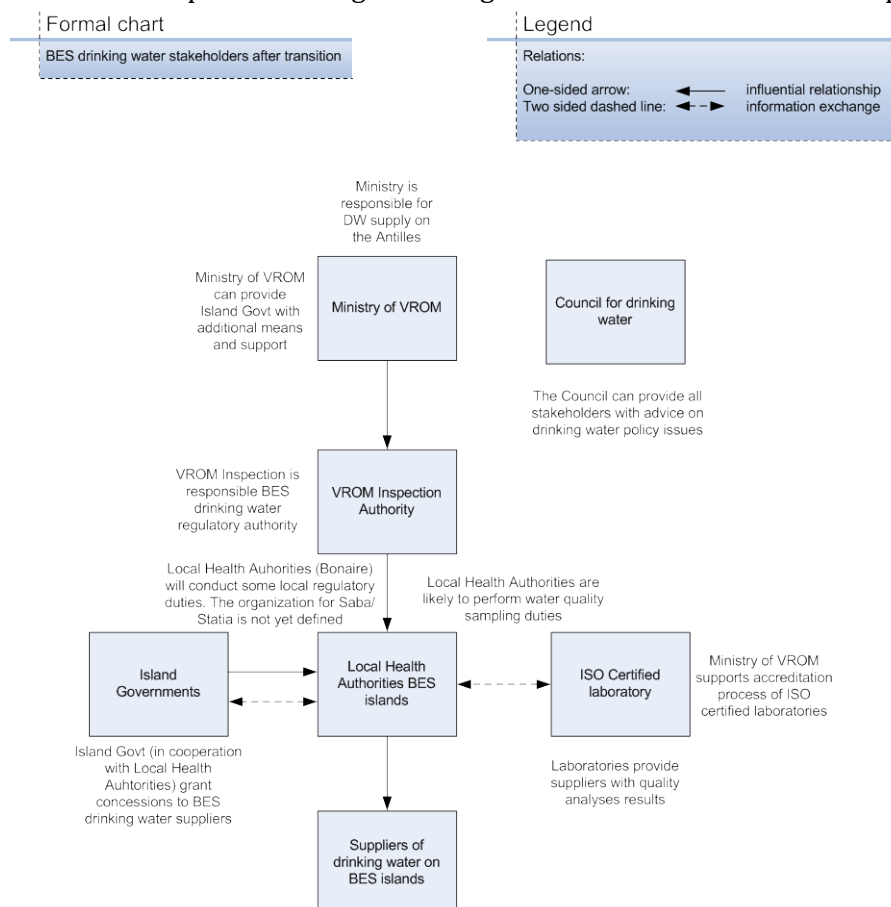 Formal chart
BES drinking water stakeholders after transition
Legend
Relations:
One-sided arrow: influential relationship
Two sided dashed line: information exchange
Ministry is
responsible for
DW supply on
the Antilles
Ministry of VROM
can provide
Island Govt with
additional means
and support
Ministry of VROM
Council for drinking
water
The Council can provide all
stakeholders with advice on
drinking water policy issues
VROM Inspection is
responsible BES
drinking water
regulatory authority
VROM Inspection
Authority
Local Health Auhorities (Bonaire)
will conduct some local regulatory
duties. The organization for Saba/
Statia is not yet defined
Local Health Authorities are
likely to perform water quality
sampling duties
Island
Governments
Local Health
Authorities BES
islands
ISO Certified
laboratory
Ministry of VROM
supports accreditation
process of ISO
certified laboratories
Island Govt (in cooperation
with Local Health
Auhtorities) grant
concessions to BES
drinking water suppliers
Laboratories provide
suppliers with quality
analyses results
Suppliers of
drinking water on
BES islands